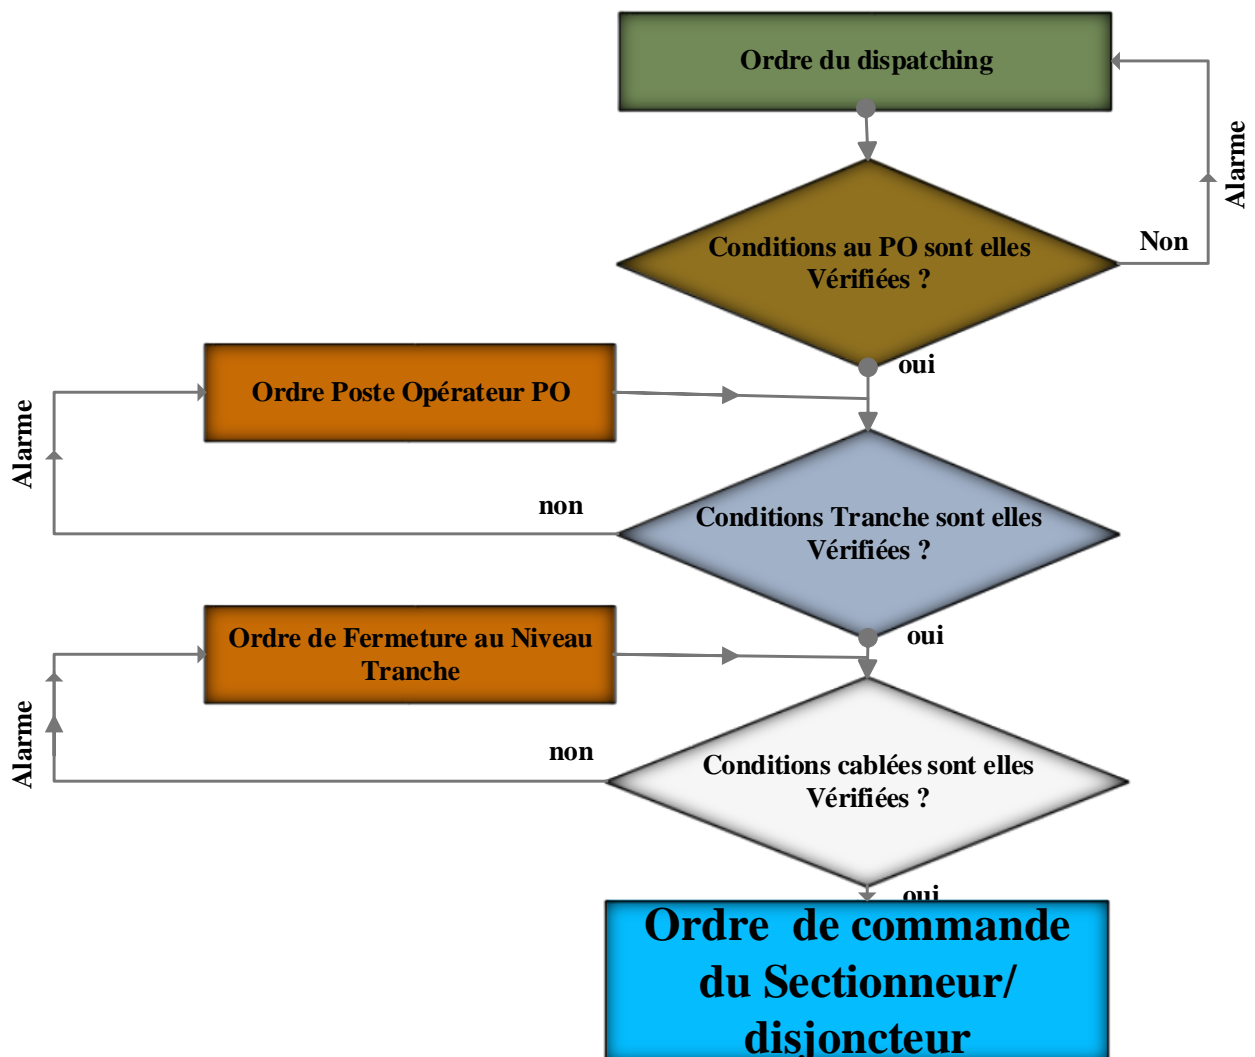 Ordre du dispatching
Alarme
Conditions au PO sont elles
Vérifiées ?
Non
oui
Ordre Poste Opérateur PO
Alarme
non
Conditions Tranche sont elles
Vérifiées ?
oui
Ordre de Fermeture au Niveau
Tranche
Alarme
non
Conditions cablées sont elles
Vérifiées ?
oui
Ordre de commande
du Sectionneur/
disjoncteur